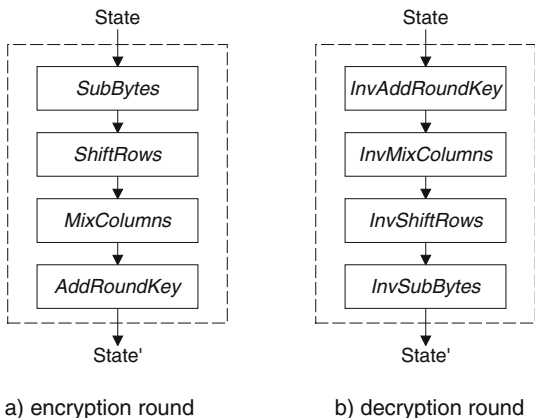 State
SubBytes
ShiftRows
MixColumns
AddRoundKey
State'
a) encryption round
State
InvAddRoundKey
InvMixColumns
InvShiftRows
InvSubBytes
State'
b) decryption round